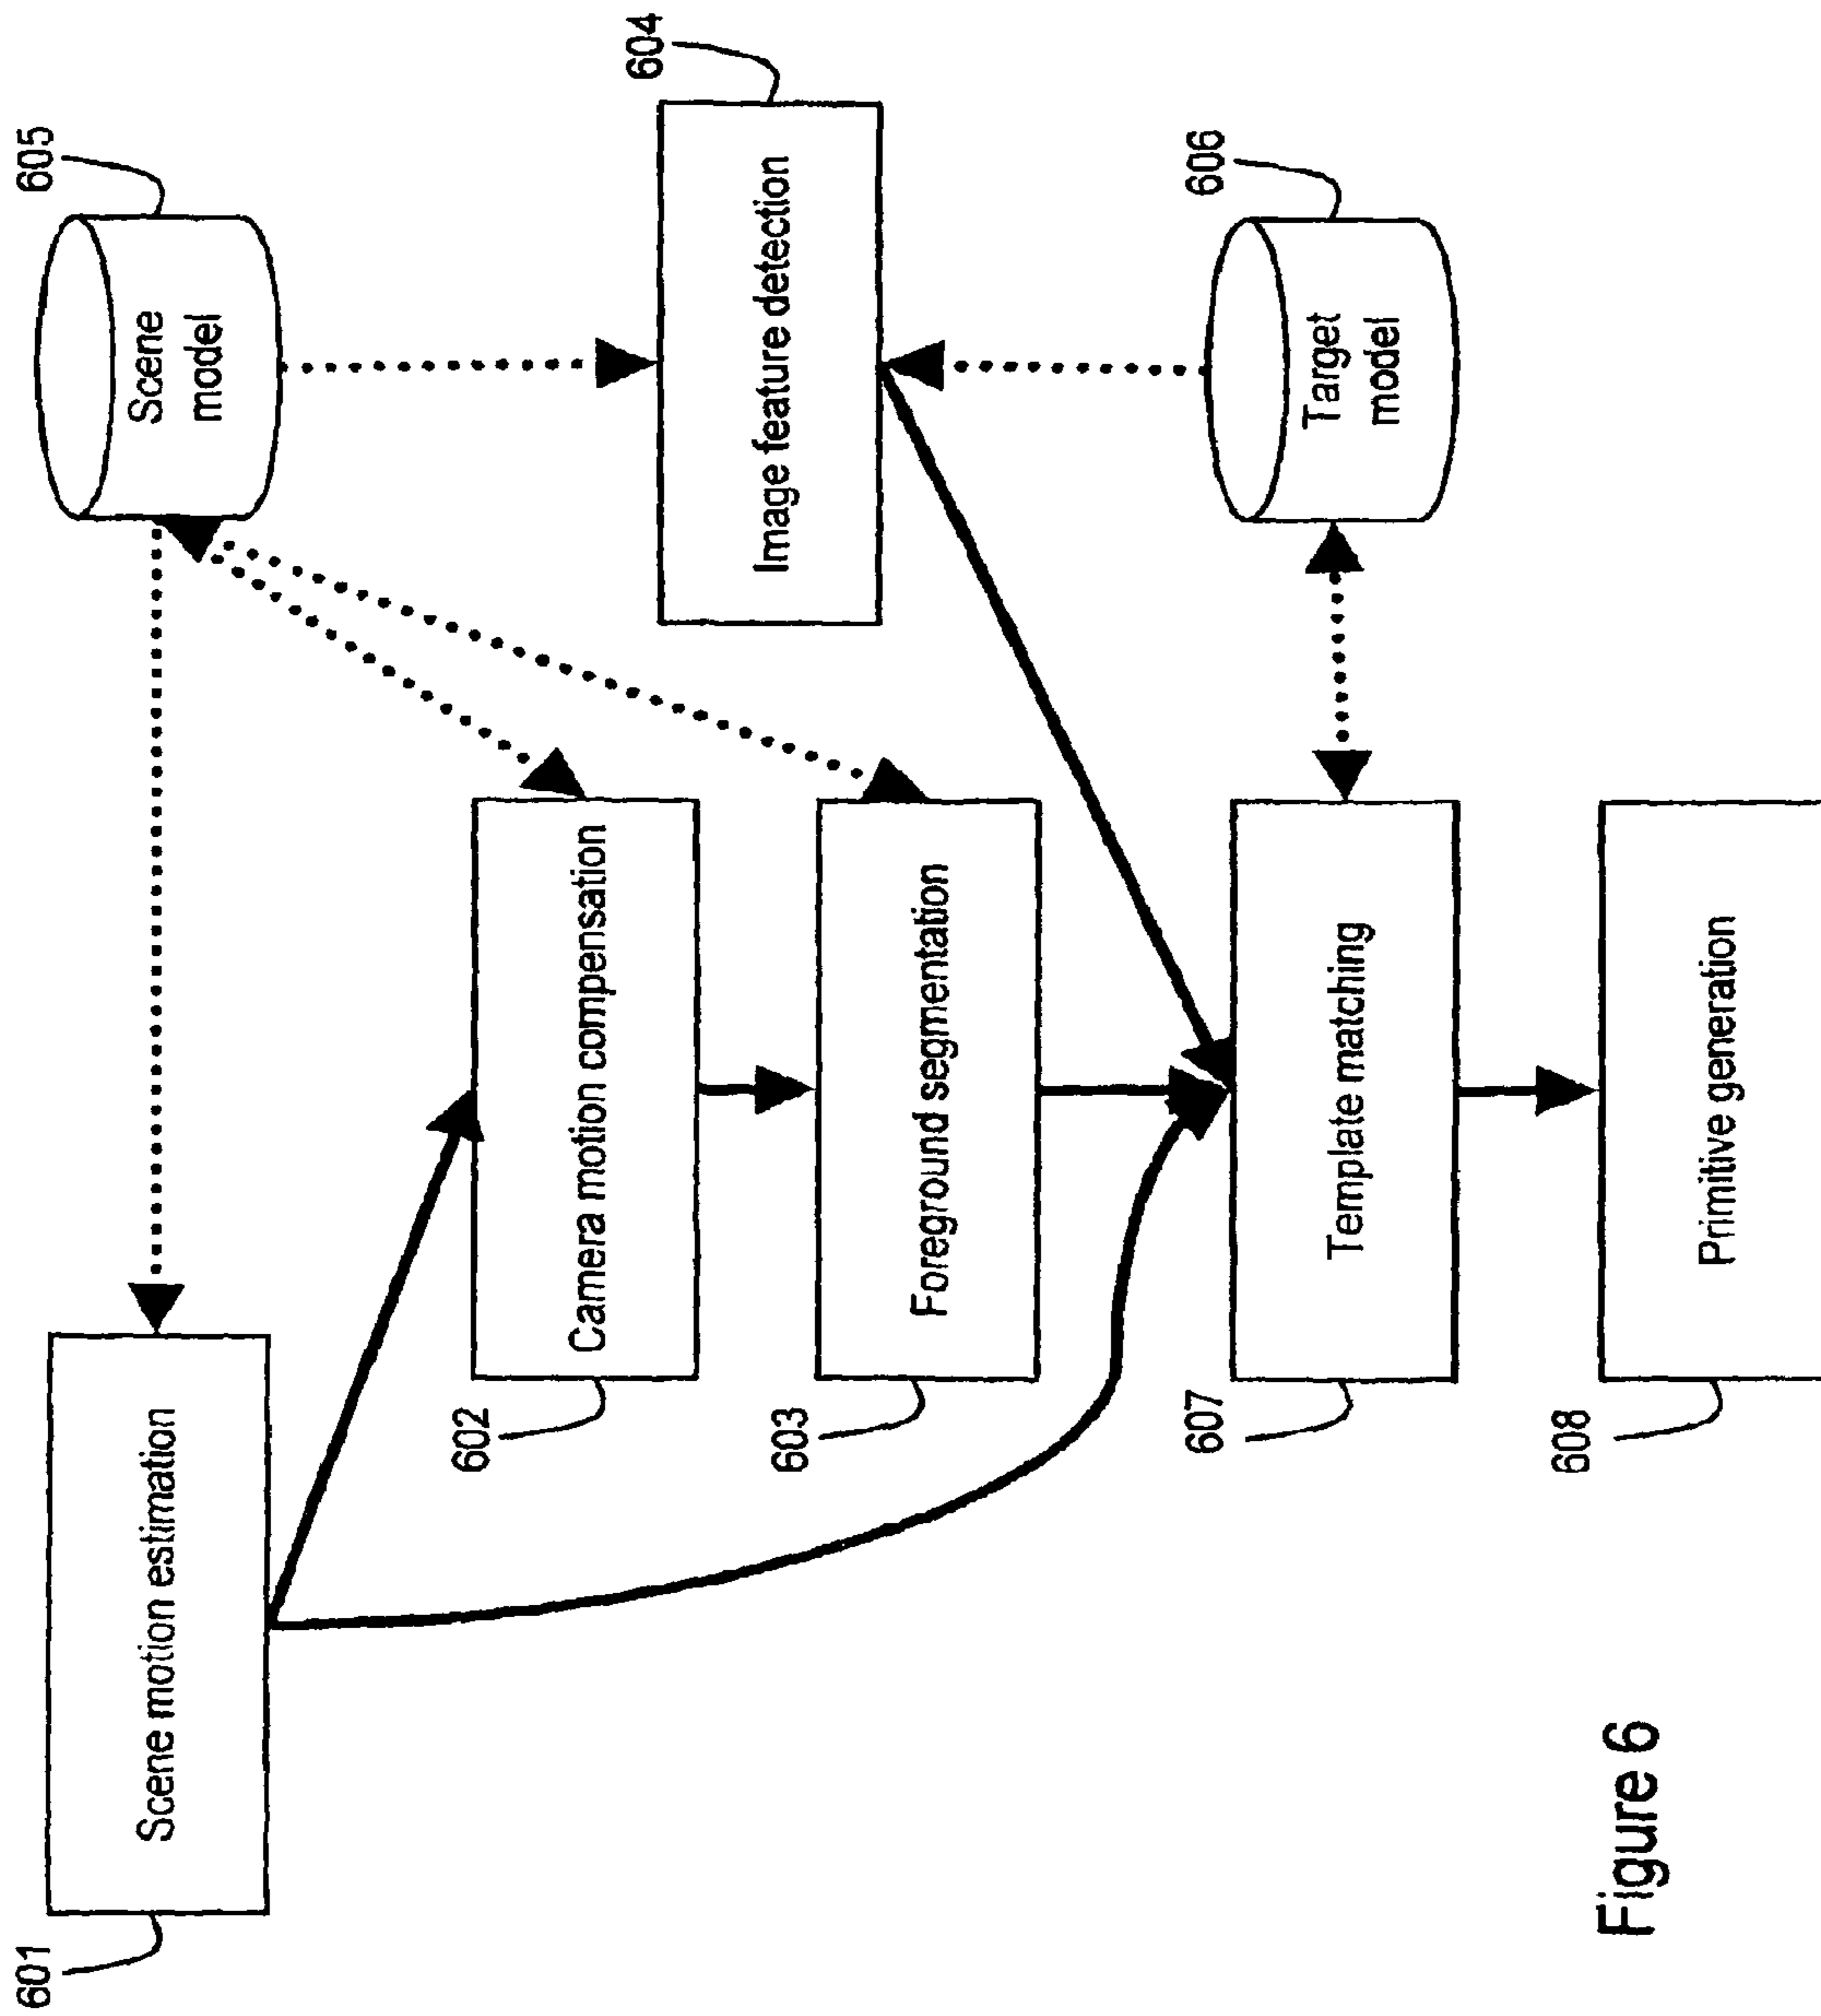 601
Scene motion estimation
605
Scene
model
602
Camera motion compensation
604
Image feature detection
603
Foreground segmentation
606
Target
model
607
Template matching
608
Primitive generation
Figure 6